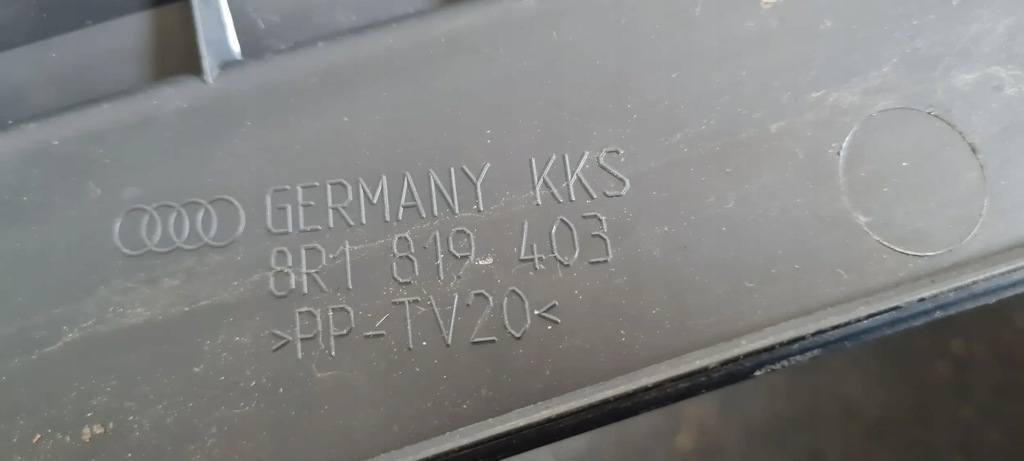 GERMANY KKS
8R1 819 403
>PP-TV20<